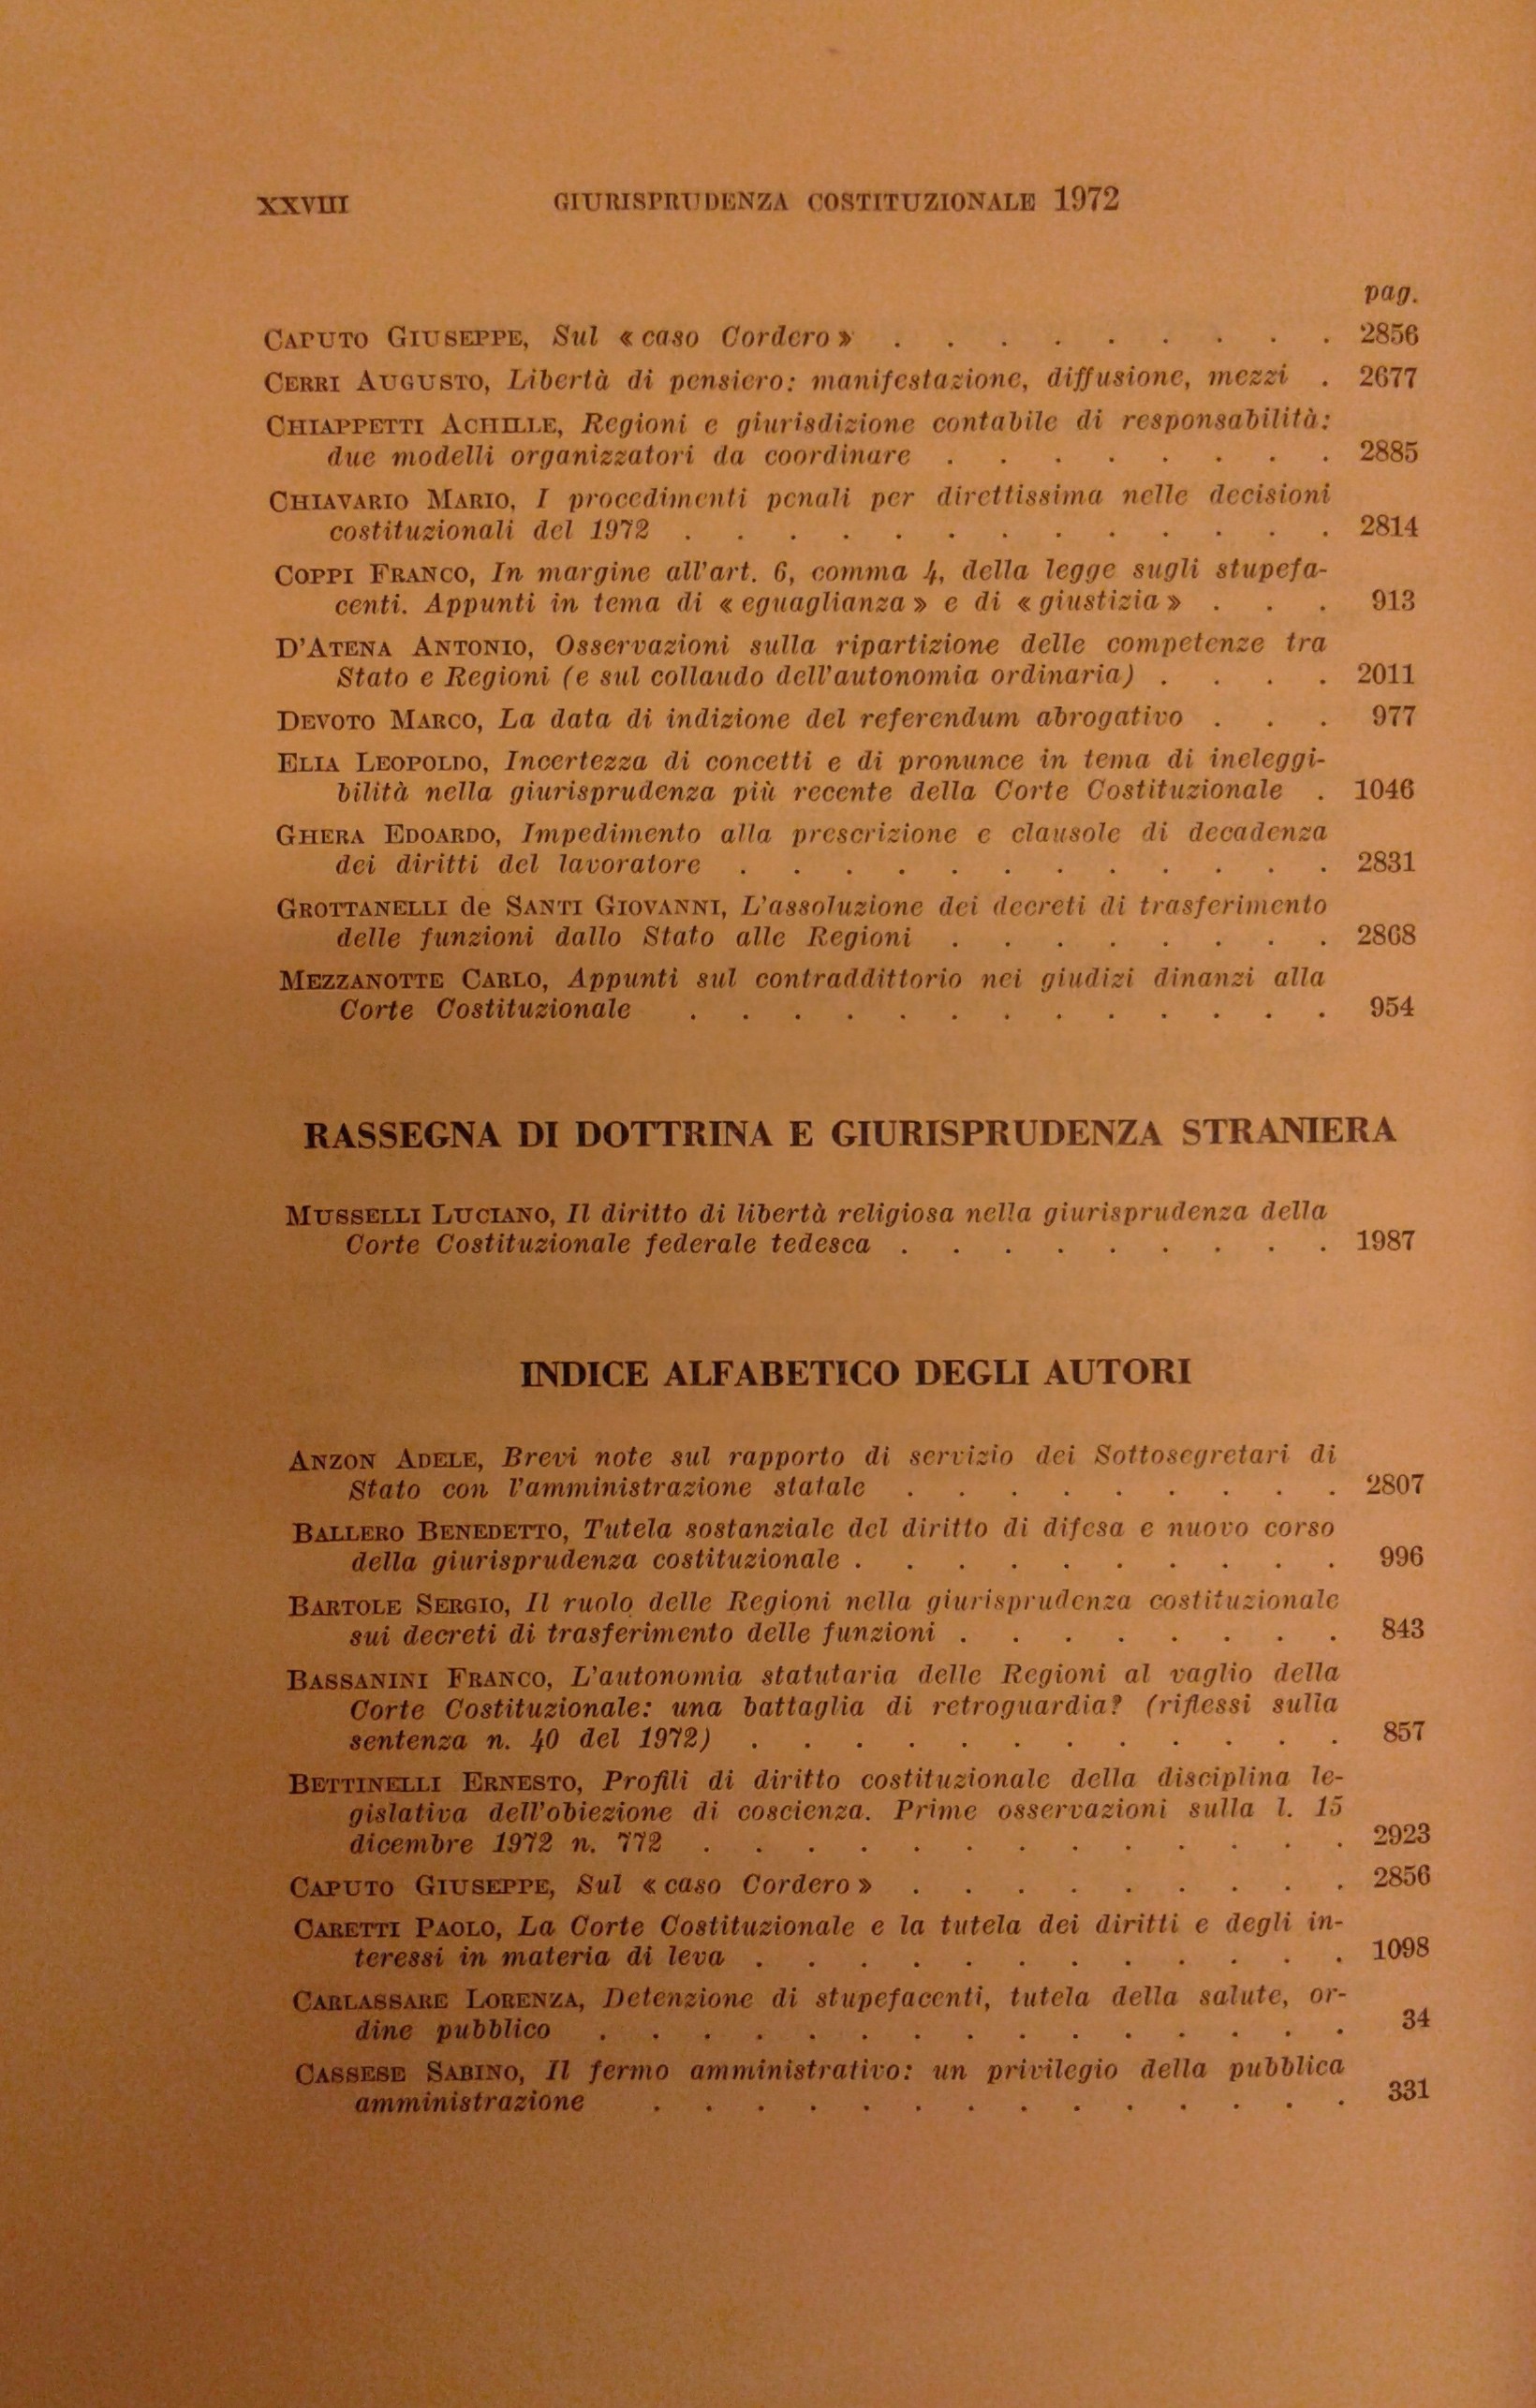 XXVIII GIURISPRUDENZA COSTITUZIONALE 1972
pag.
CAPUTO GIUSEPPE, Sul « caso Cordero » . . . . . . . . . 2856
CERRI AUGUSTO, Libertà di pensiero: manifestazione, diffusione, mezzi . 2677
CHIAPPETTI ACHILLE, Regioni e giurisdizione contabile di responsabilità:
due modelli organizzatori da coordinare . . . . . . . . 2885
CHIAVARIO MARIO, I procedimenti penali per direttissima nelle decisioni
costituzionali del 1972 . . . . . . . . . . . . . 2814
COPPI FRANCO, In margine all'art. 6, comma 4, della legge sugli stupefa-
centi. Appunti in tema di « eguaglianza » e di « giustizia » . . . 913
D'ATENA ANTONIO, Osservazioni sulla ripartizione delle competenze tra
Stato e Regioni (e sul collaudo dell'autonomia ordinaria) . . . . 2011
DEVOTO MARCO, La data di indizione del referendum abrogativo . . . 977
ELIA LEOPOLDO, Incertezza di concetti e di pronunce in tema di ineleggi-
bilità nella giurisprudenza più recente della Corte Costituzionale . 1046
GHERA EDOARDO, Impedimento alla prescrizione e clausole di decadenza
dei diritti del lavoratore . . . . . . . . . . . . 2831
GROTTANELLI de SANTI GIOVANNI, L'assoluzione dei decreti di trasferimento
delle funzioni dallo Stato alle Regioni . . . . . . . . 2868
MEZZANOTTE CARLO, Appunti sul contraddittorio nei giudizi dinanzi alla
Corte Costituzionale . . . . . . . . . . . . . 954
RASSEGNA DI DOTTRINA E GIURISPRUDENZA STRANIERA
MUSSELLI LUCIANO, Il diritto di libertà religiosa nella giurisprudenza della
Corte Costituzionale federale tedesca . . . . . . . . . 1987
INDICE ALFABETICO DEGLI AUTORI
ANZON ADELE, Brevi note sul rapporto di servizio dei Sottosegretari di
Stato con l'amministrazione statale . . . . . . . . . 2807
BALLERO BENEDETTO, Tutela sostanziale del diritto di difesa e nuovo corso
della giurisprudenza costituzionale . . . . . . . . . . 996
BARTOLE SERGIO, Il ruolo delle Regioni nella giurisprudenza costituzionale
sui decreti di trasferimento delle funzioni . . . . . . . . 843
BASSANINI FRANCO, L'autonomia statutaria delle Regioni al vaglio della
Corte Costituzionale: una battaglia di retroguardia? (riflessi sulla
sentenza n. 40 del 1972) . . . . . . . . . . . . 857
BETTINELLI ERNESTO, Profili di diritto costituzionale della disciplina le-
gislativa dell'obiezione di coscienza. Prime osservazioni sulla l. 15
dicembre 1972 n. 772 . . . . . . . . . . . . . 2923
CAPUTO GIUSEPPE, Sul « caso Cordero » . . . . . . . . . 2856
CARETTI PAOLO, La Corte Costituzionale e la tutela dei diritti e degli in-
teressi in materia di leva . . . . . . . . . . . . 1098
CARLASSARE LORENZA, Detenzione di stupefacenti, tutela della salute, or-
dine pubblico . . . . . . . . . . . . . . . 34
CASSESE SABINO, Il fermo amministrativo: un privilegio della pubblica
amministrazione . . . . . . . . . . . . . . 331